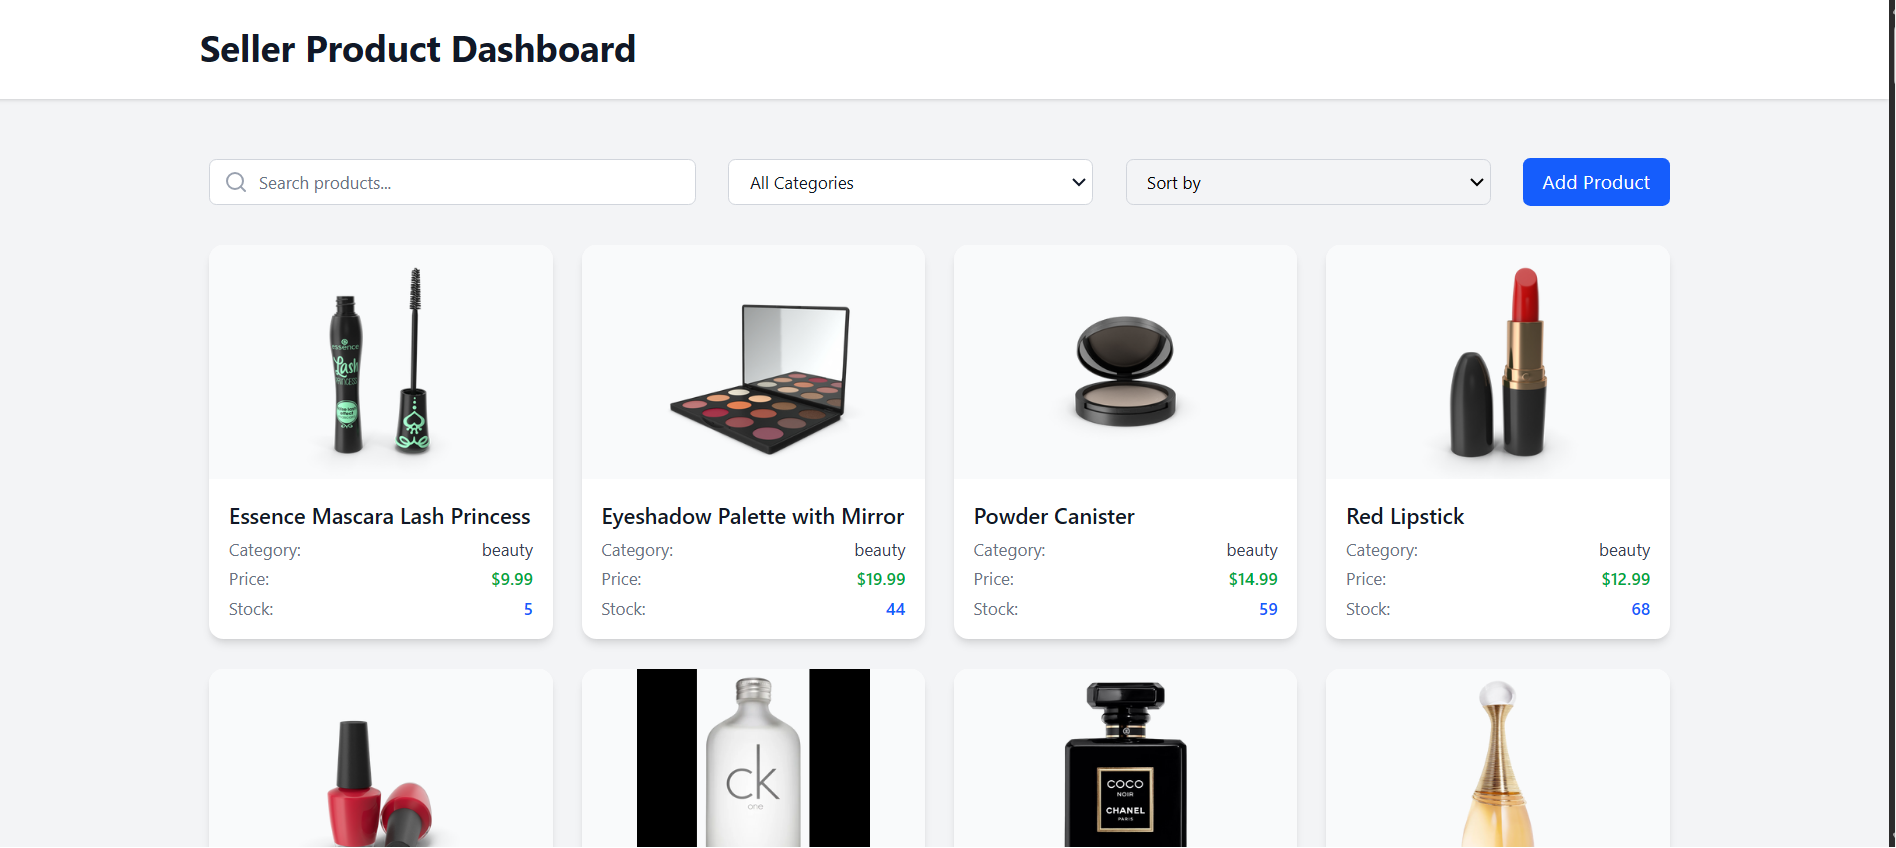 Seller Product Dashboard
Search products...
All Categories
Sort by
Add Product
essence
Lash
PRINCESS
Essence Mascara Lash Princess
Category: beauty
Price: $9.99
Stock: 5
Eyeshadow Palette with Mirror
Category: beauty
Price: $19.99
Stock: 44
Powder Canister
Category: beauty
Price: $14.99
Stock: 59
Red Lipstick
Category: beauty
Price: $12.99
Stock: 68
ck
one
COCO
NOIR
CHANEL
PARIS